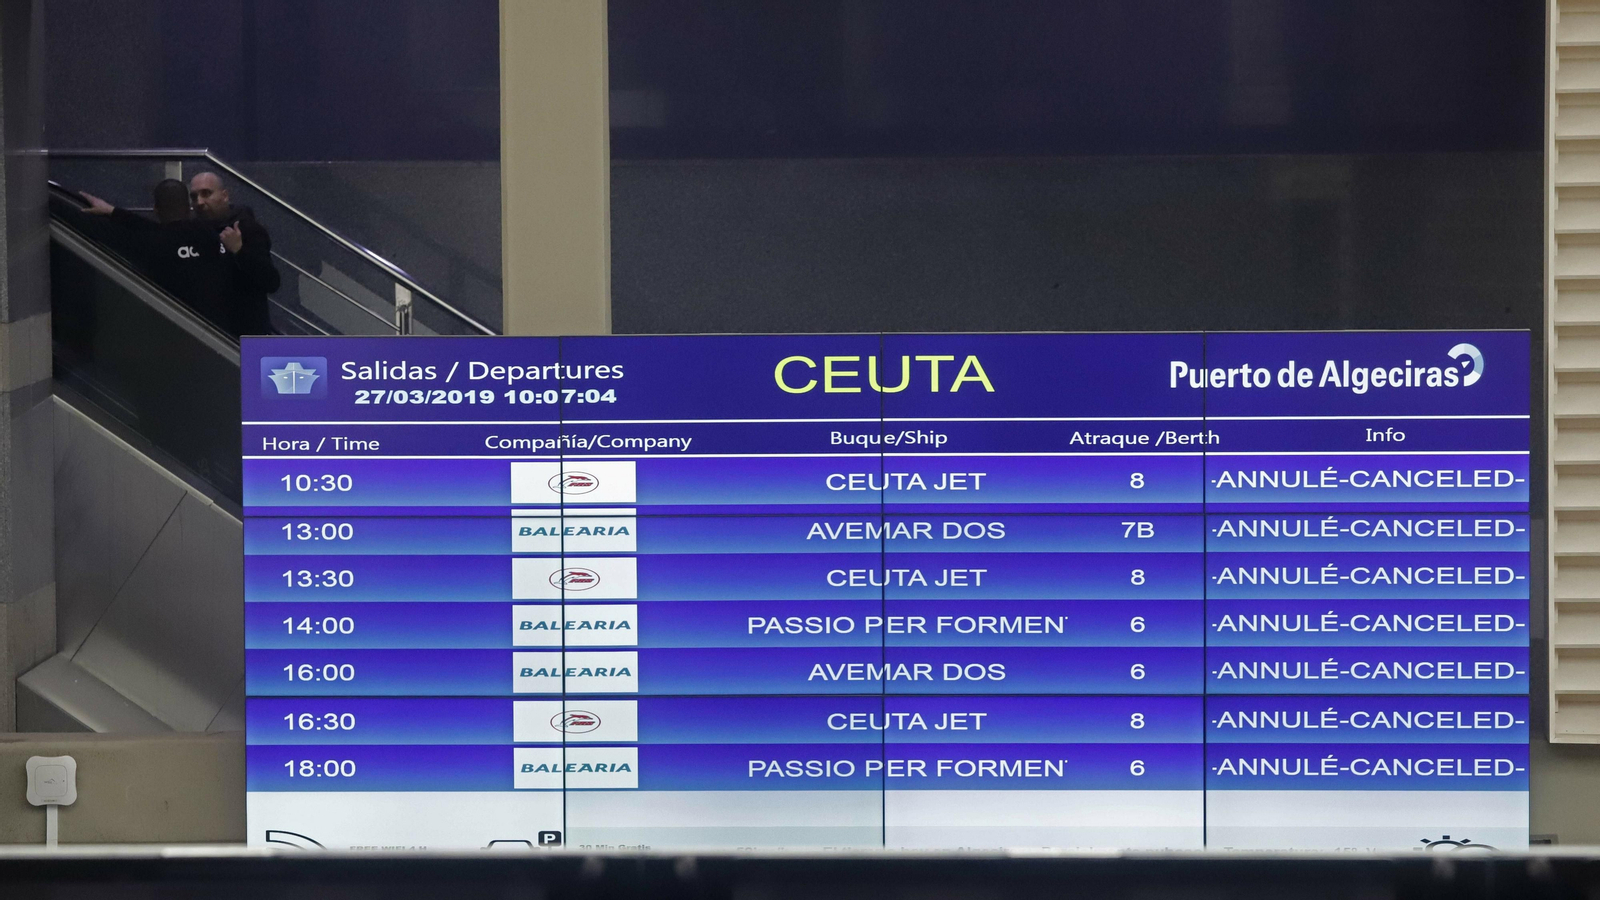 Salidas / Departures
27/03/2019 10:07:04
CEUTA
Puerto de Algeciras
Hora / Time Compañía/Company Buque/Ship Atraque /Berth Info
10:30 CEUTA JET 8 -ANNULÉ-CANCELED-
13:00 BALEARIA AVEMAR DOS 7B -ANNULÉ-CANCELED-
13:30 CEUTA JET 8 -ANNULÉ-CANCELED-
14:00 BALEARIA PASSIO PER FORMEN 6 -ANNULÉ-CANCELED-
16:00 BALEARIA AVEMAR DOS 6 -ANNULÉ-CANCELED-
16:30 CEUTA JET 8 -ANNULÉ-CANCELED-
18:00 BALEARIA PASSIO PER FORMEN 6 -ANNULÉ-CANCELED-
P